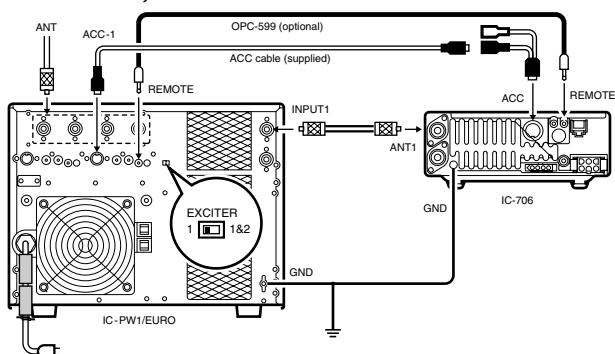 ANT
ACC-1
OPC-599 (optional)
ACC cable (supplied)
REMOTE
INPUT1
ANT1
ACC
REMOTE
IC-706
GND
EXCITER
1 1&2
GND
IC-PW1/EURO